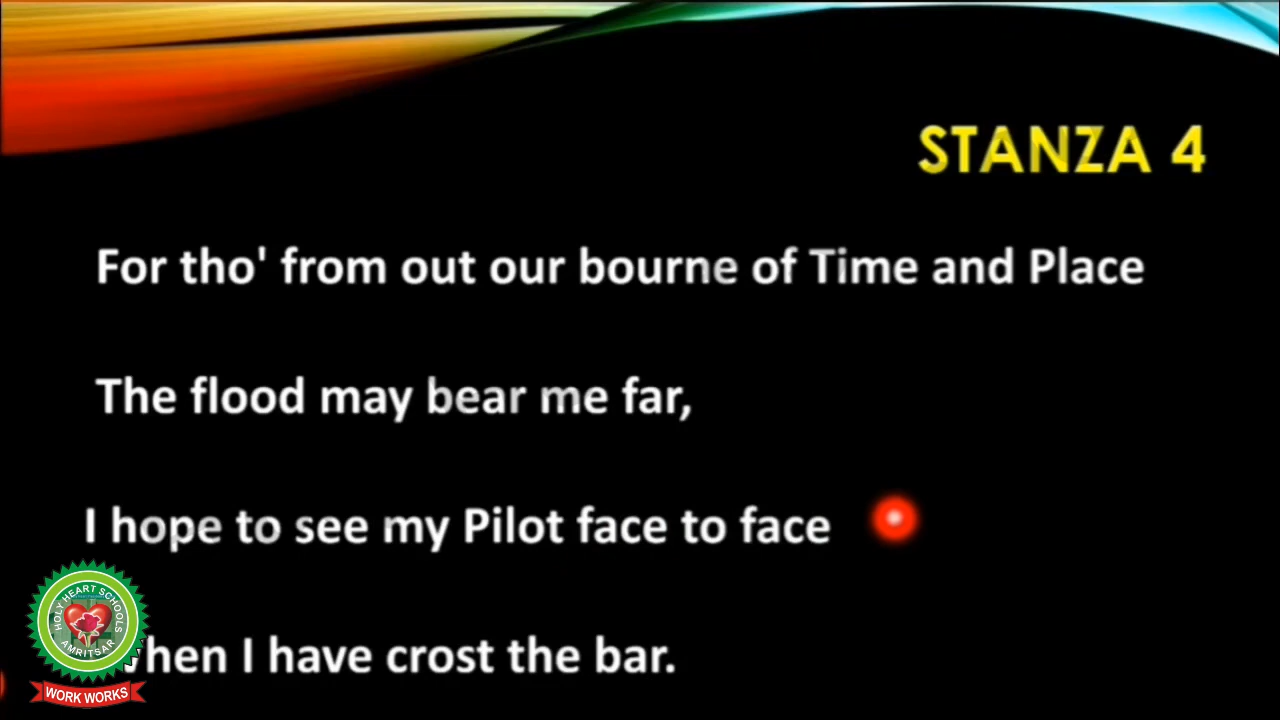 STANZA 4
For tho' from out our bourne of Time and Place
The flood may bear me far,
I hope to see my Pilot face to face
hen I have crost the bar.
HOLY HEART SCHOOLS
AMRITSAR
WORK WORKS